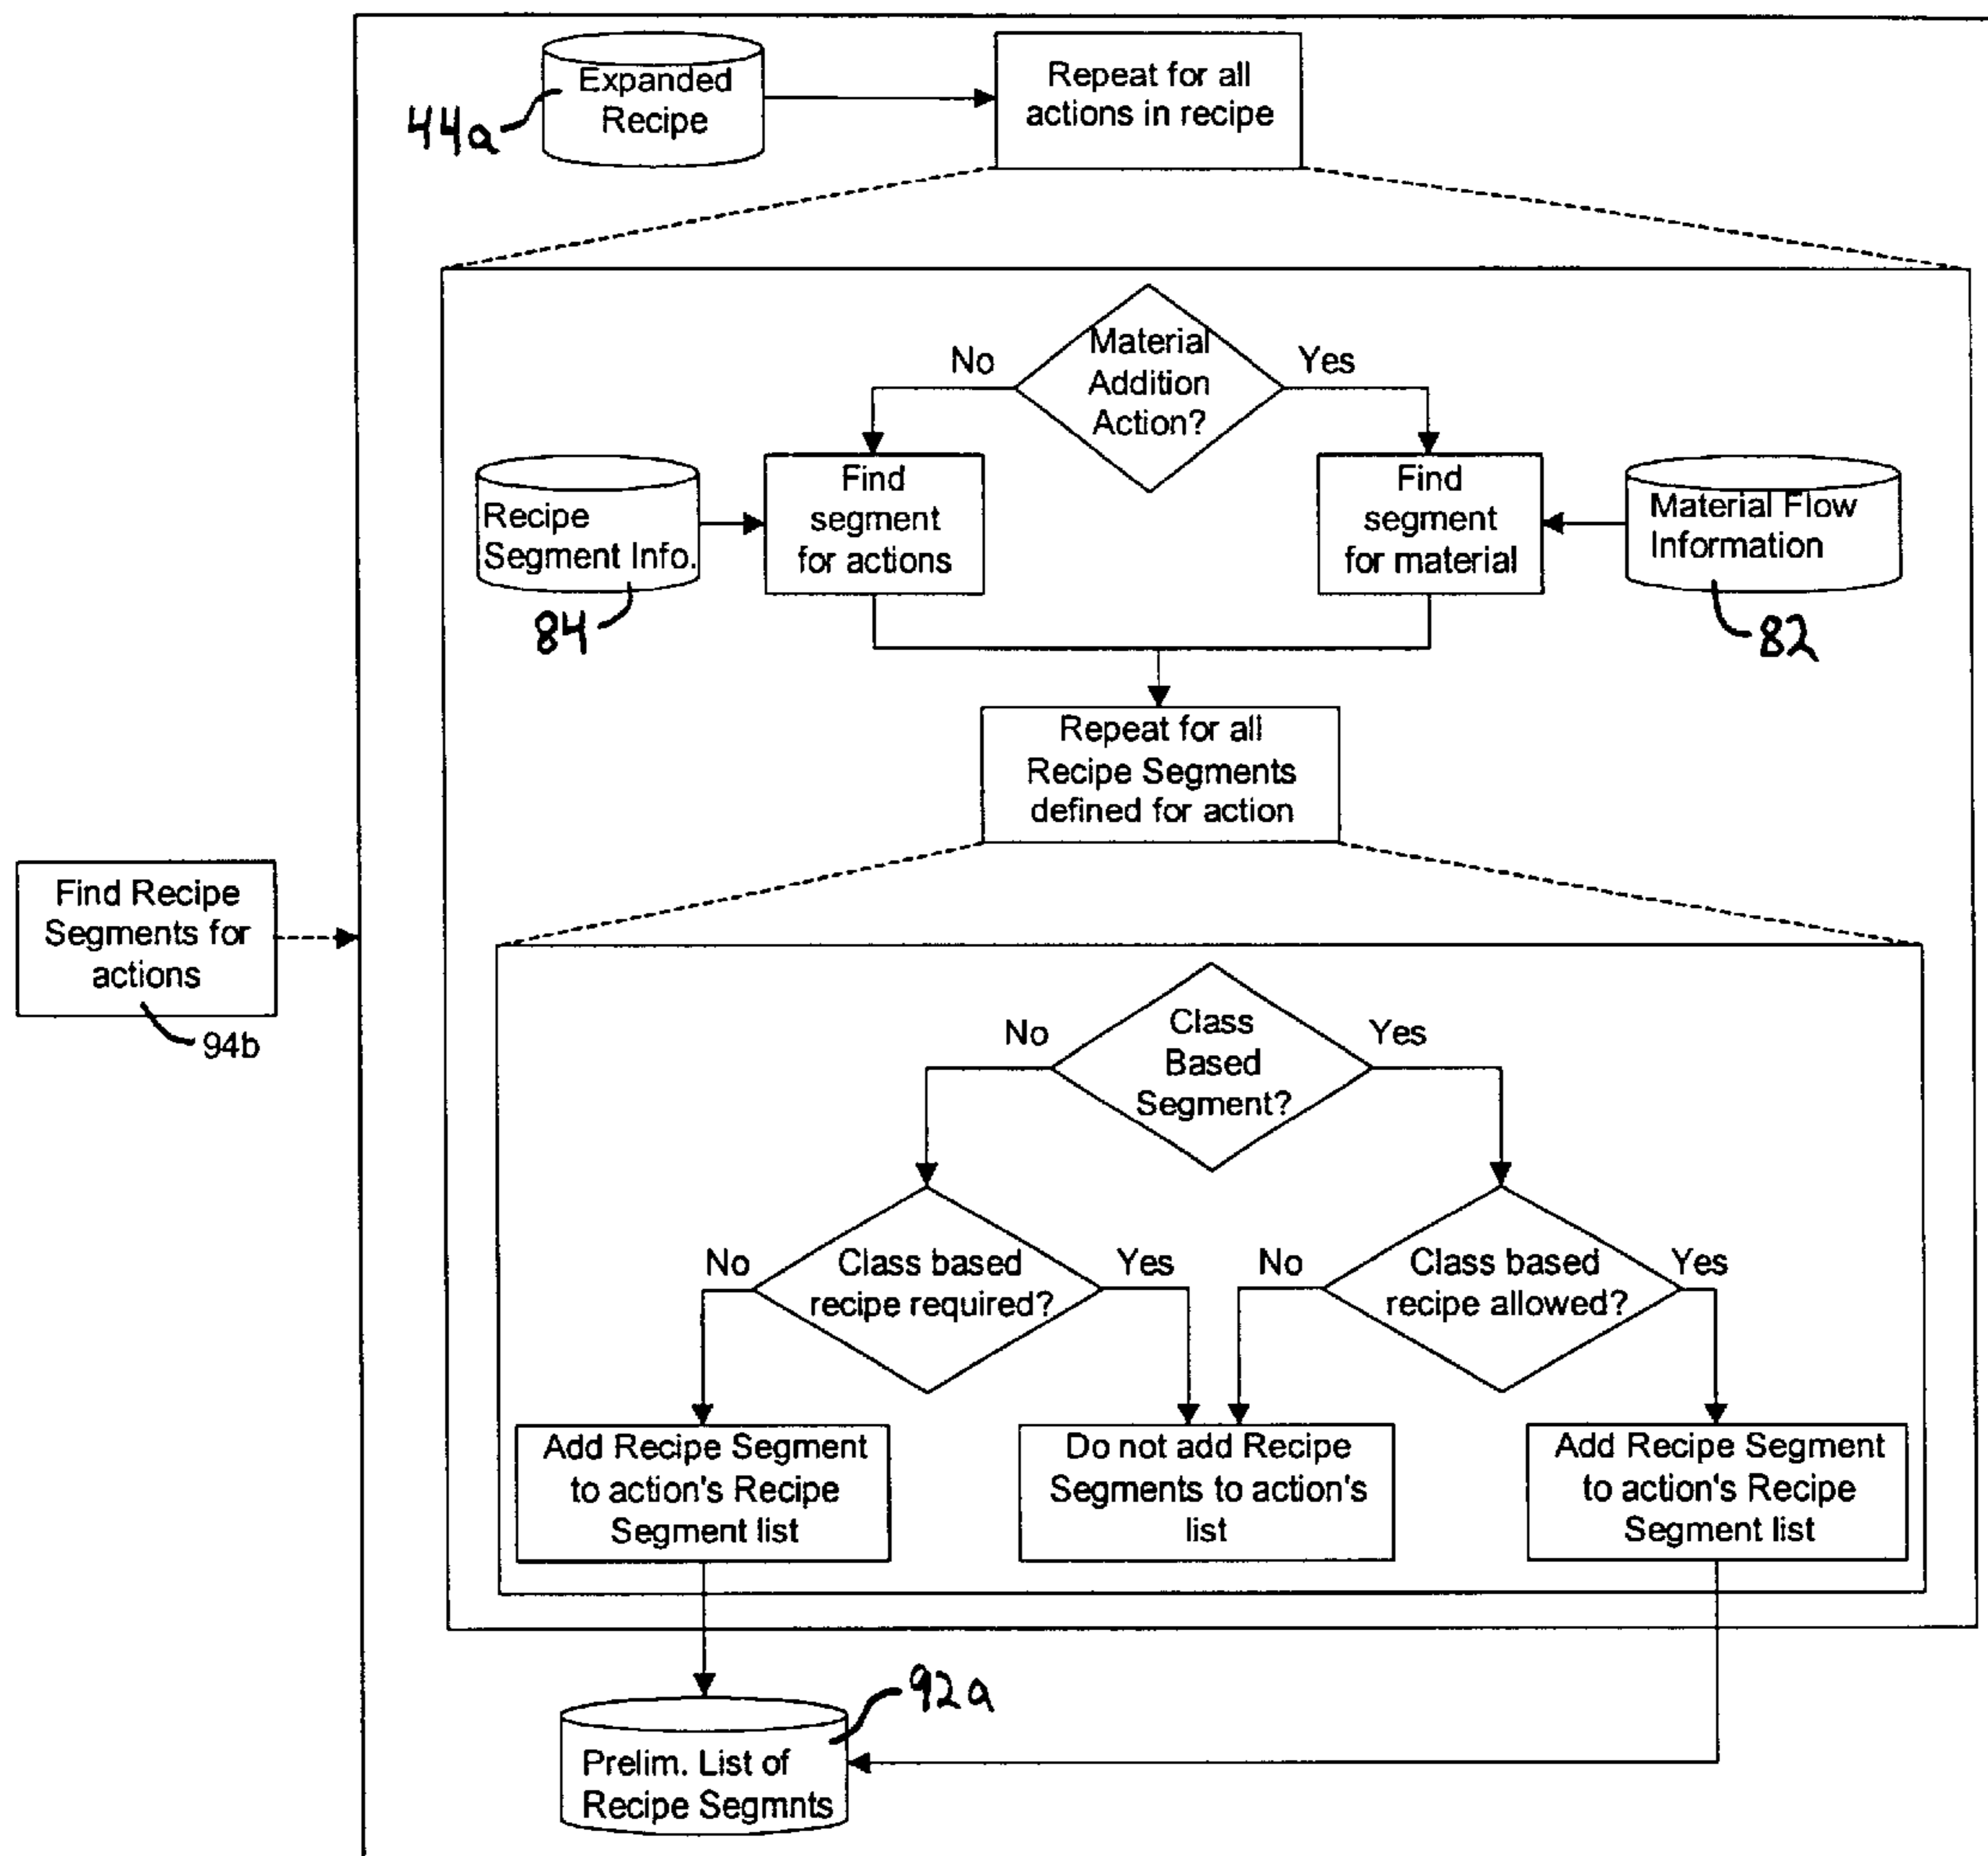 Expanded
Recipe
44a
Repeat for all
actions in recipe
Material
Addition
Action?
No
Yes
Recipe
Segment Info.
84
Find
segment
for actions
Find
segment
for material
Material Flow
Information
82
Repeat for all
Recipe Segments
defined for action
Find Recipe
Segments for
actions
94b
Class
Based
Segment?
No
Yes
No
Class based
recipe required?
Yes
No
Class based
recipe allowed?
Yes
Add Recipe Segment
to action's Recipe
Segment list
Do not add Recipe
Segments to action's
list
Add Recipe Segment
to action's Recipe
Segment list
92a
Prelim. List of
Recipe Segmnts